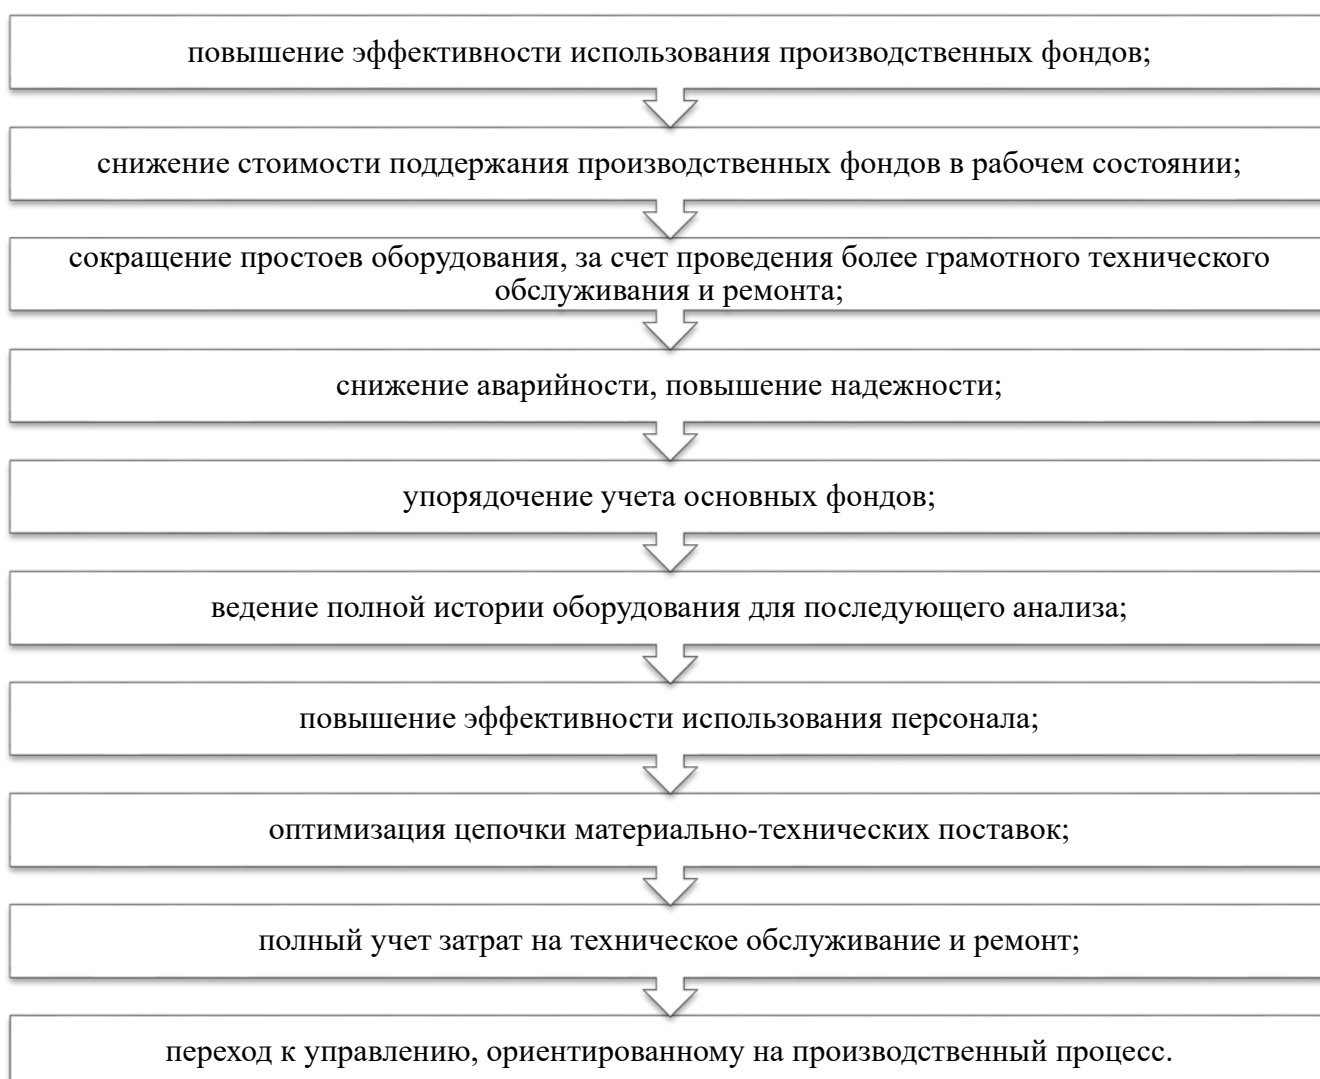 повышение эффективности использования производственных фондов;
снижение стоимости поддержания производственных фондов в рабочем состоянии;
сокращение простоев оборудования, за счет проведения более грамотного технического
обслуживания и ремонта;
снижение аварийности, повышение надежности;
упорядочение учета основных фондов;
ведение полной истории оборудования для последующего анализа;
повышение эффективности использования персонала;
оптимизация цепочки материально-технических поставок;
полный учет затрат на техническое обслуживание и ремонт;
переход к управлению, ориентированному на производственный процесс.